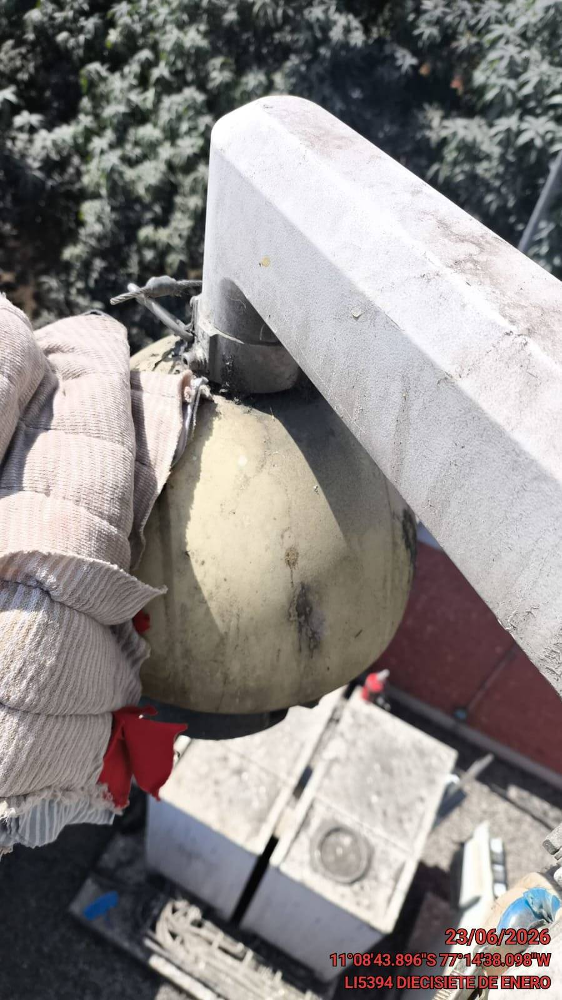 23/06/2026
11°08'43.896"S 77°14'38.098"W
LI5394 DIECISIETE DE ENERO